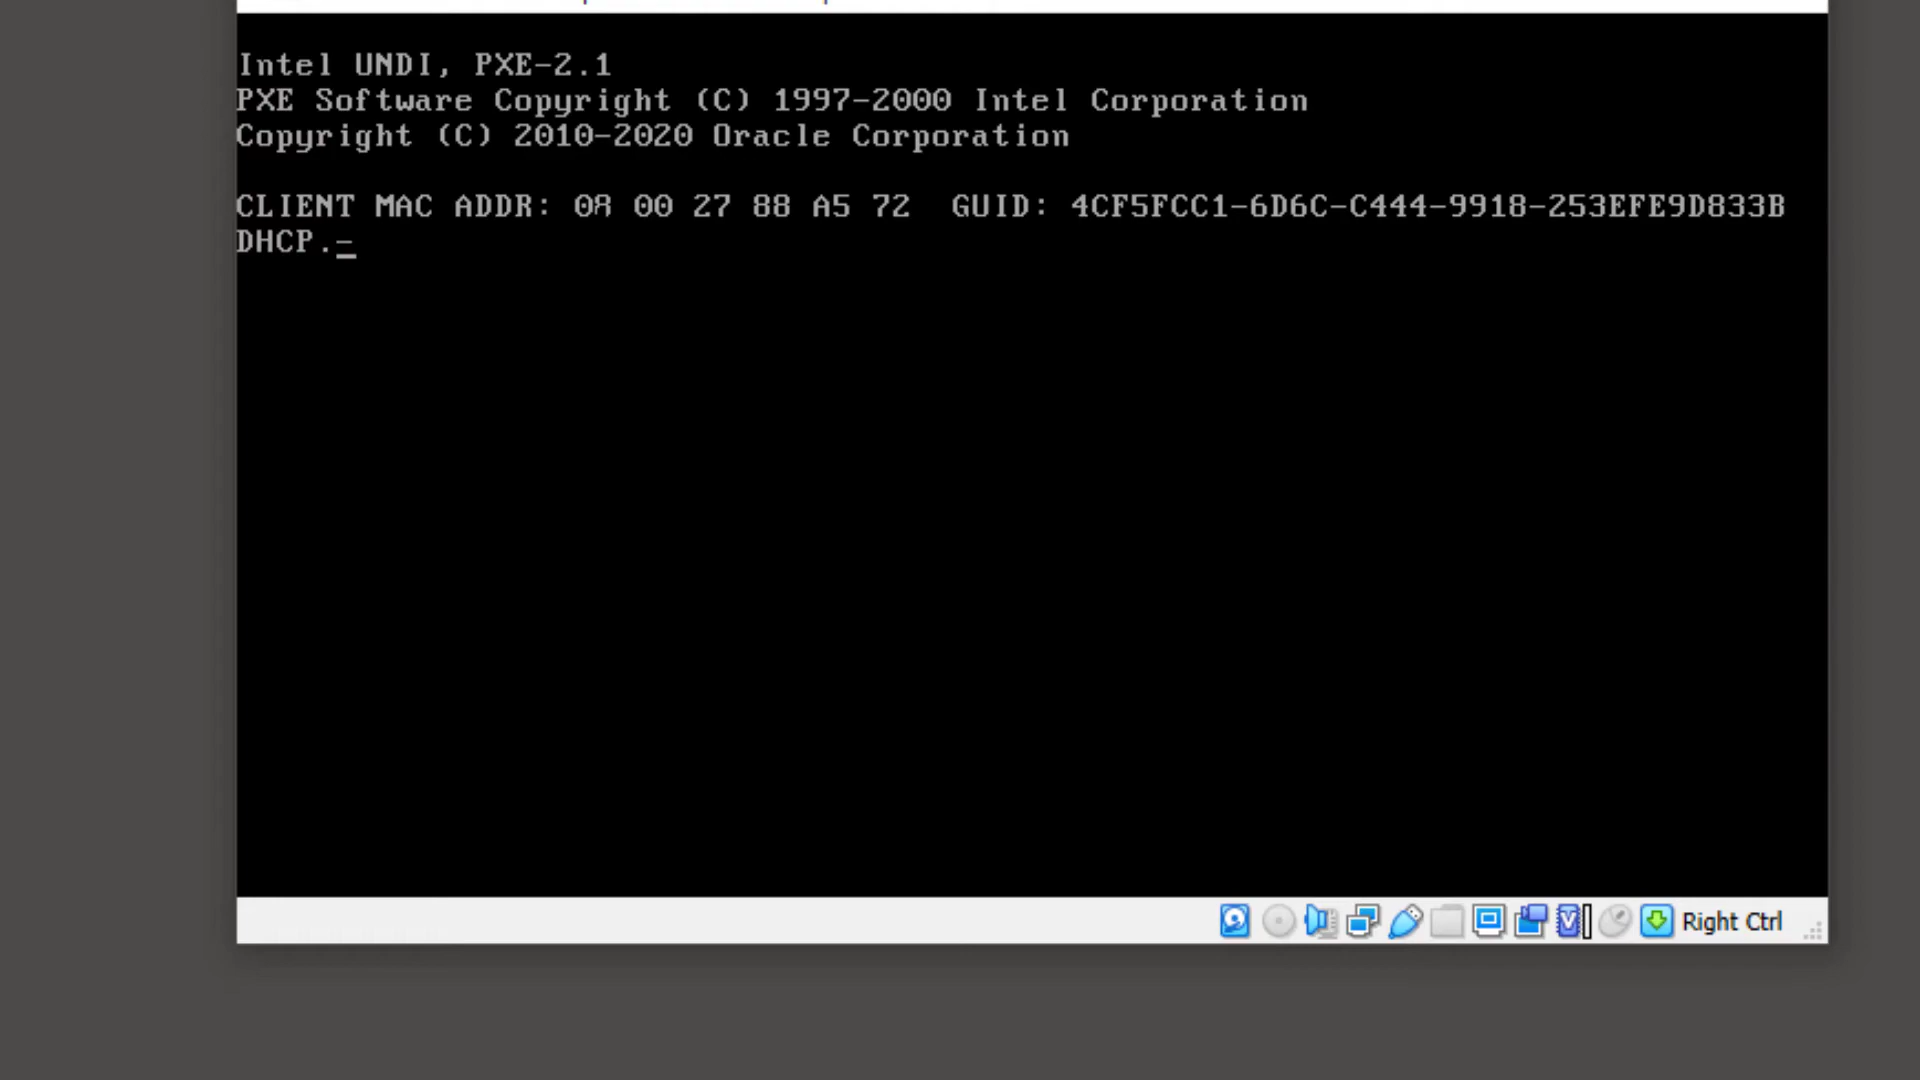 Intel UNDI, PXE-2.1
PXE Software Copyright (C) 1997-2000 Intel Corporation
Copyright (C) 2010-2020 Oracle Corporation
CLIENT MAC ADDR: 08 00 27 88 A5 72 GUID: 4CF5FCC1-6D6C-C444-9918-253EFE9D833B
DHCP.-
Right Ctrl